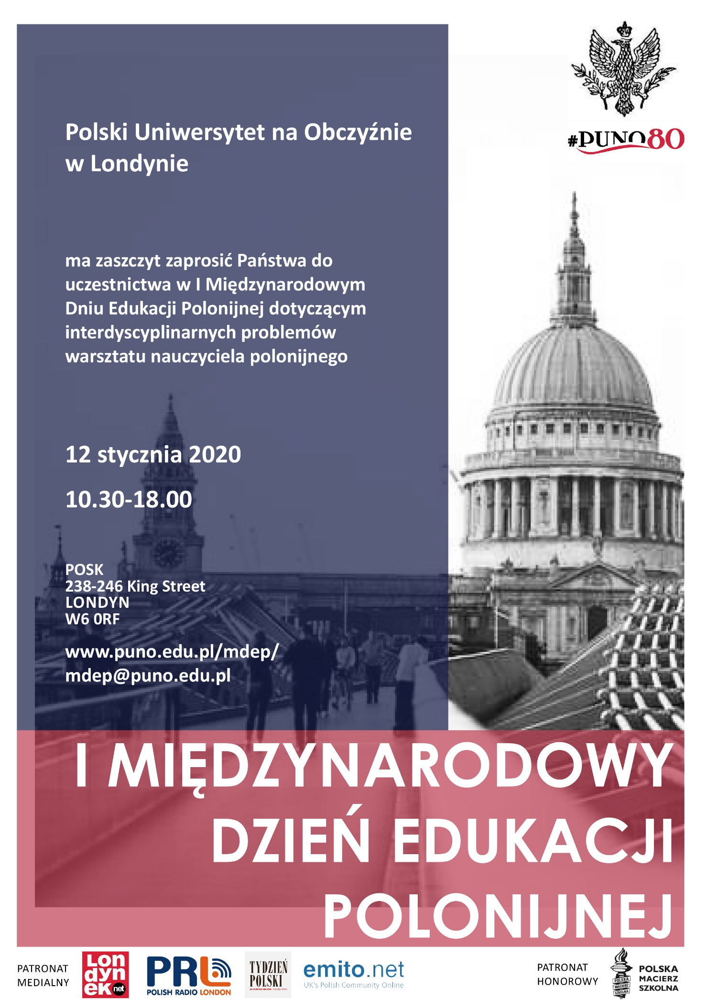 #PUNO80
Polski Uniwersytet na Obczyźnie
w Londynie
ma zaszczyt zaprosić Państwa do
uczestnictwa w I Międzynarodowym
Dniu Edukacji Polonijnej dotyczącym
interdyscyplinarnych problemów
warsztatu nauczyciela polonijnego
12 stycznia 2020
10.30-18.00
POSK
238-246 King Street
LONDYN
W6 0RF
www.puno.edu.pl/mdep/
mdep@puno.edu.pl
I MIĘDZYNARODOWY
DZIEŃ EDUKACJI
POLONIJNEJ
PATRONAT
MEDIALNY
Lon
dyn
eK net
PRL
POLISH RADIO LONDON
TYDZIEŃ
POLSKI
emito.net
UK's Polish Community Online
PATRONAT
HONOROWY
POLSKA
MACIERZ
SZKOLNA
POLSKA
MACIERZ
SZKOLNA